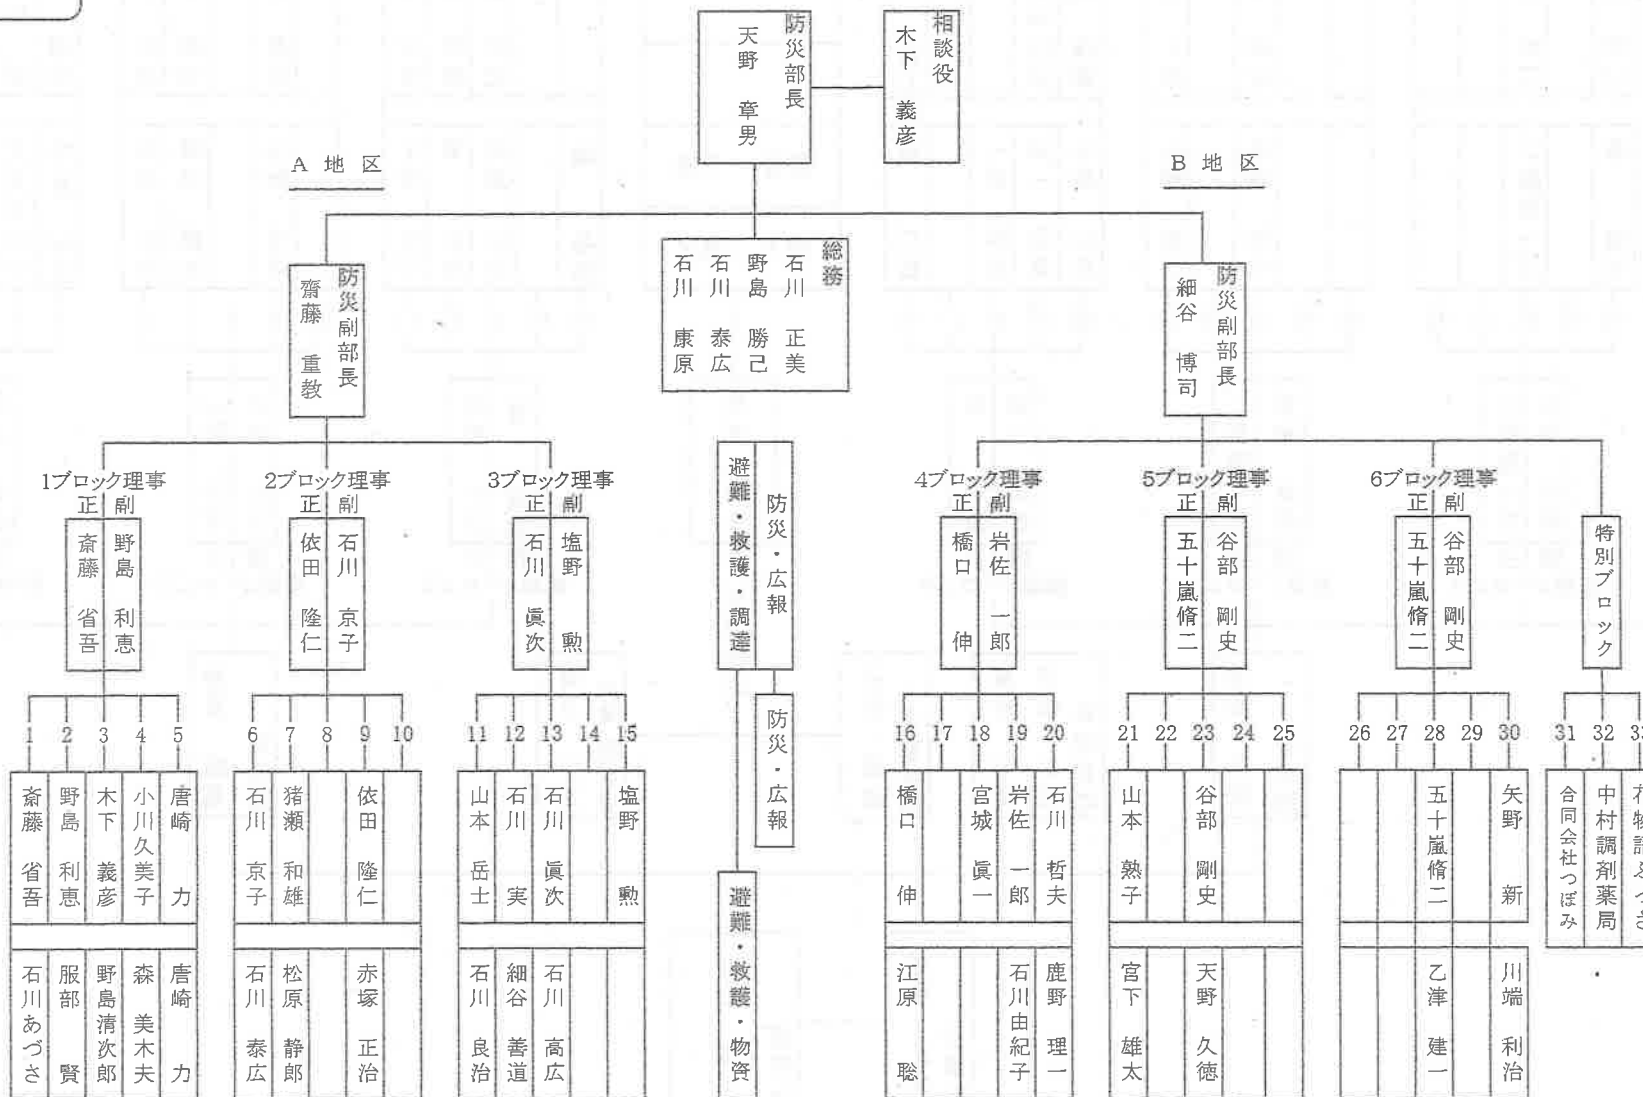 防災部長
天野 章男
相談役
木下 義彦
A 地 区
B 地 区
総務
石川 正美
野島 勝己
石川 泰広
石川 康原
防災副部長
齋藤 重教
防災副部長
細谷 博司
1ブロック理事
正 副
斎藤 省吾
野島 利恵
2ブロック理事
正 副
依田 隆仁
石川 京子
3ブロック理事
正 副
石川 眞次
塩野 勲
避難・救護・調達
防災・広報
防災・広報
避難・救護・物資
4ブロック理事
正 副
橋口 伸
岩佐 一郎
5ブロック理事
正 副
五十嵐脩二
谷部 剛史
6ブロック理事
正 副
五十嵐脩二
谷部 剛史
特別ブロック
1 2 3 4 5
斎藤 省吾
野島 利恵
木下 義彦
小川久美子
唐崎 力
石川あづさ
服部 賢
野島清次郎
森 美木夫
唐崎 力
6 7 8 9 10
石川 京子
猪瀬 和雄
依田 隆仁
石川 泰広
松原 静郎
赤塚 正治
11 12 13 14 15
山本 岳士
石川 実
石川 眞次
塩野 勲
石川 良治
細谷 善道
石川 高広
16 17 18 19 20
橋口 伸
宮城 眞一
岩佐 一郎
石川 哲夫
江原 聡
石川由紀子
鹿野 理一
21 22 23 24 25
山本 熟子
谷部 剛史
宮下 雄太
天野 久徳
26 27 28 29 30
五十嵐脩二
矢野 新
乙津 建一
川端 利治
31 32
合同会社つぼみ
中村調剤薬局